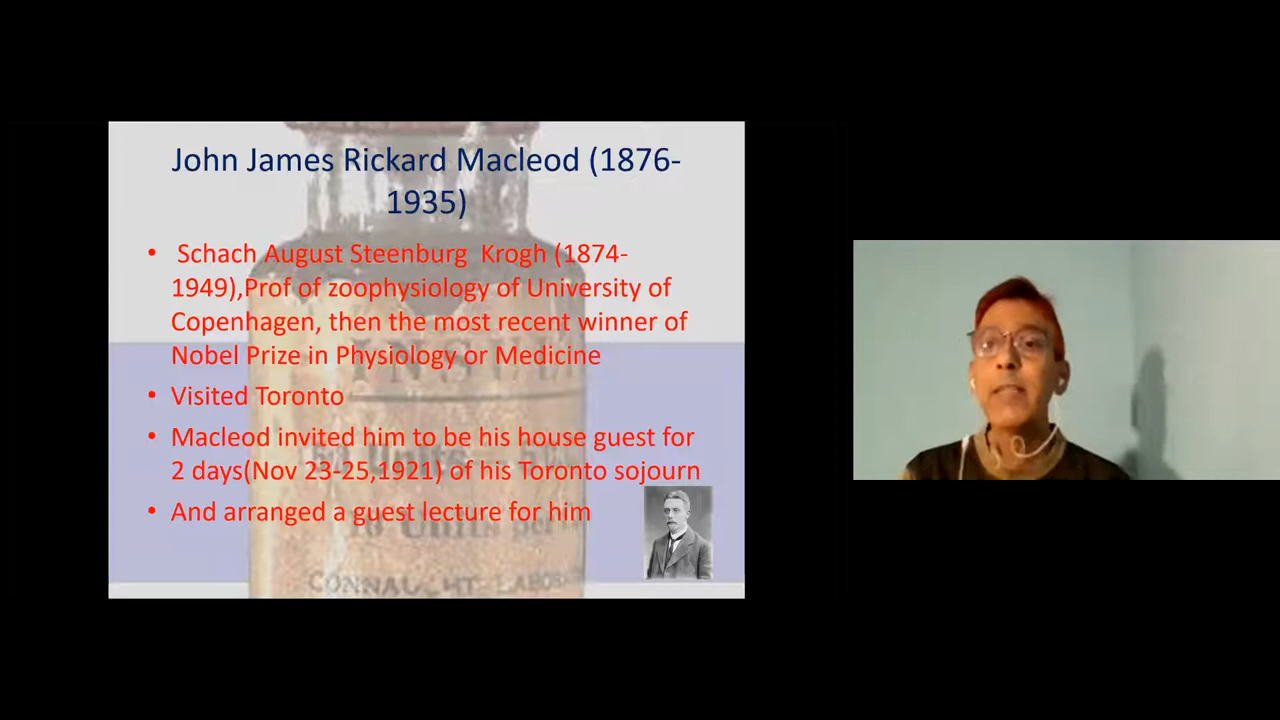 John James Rickard Macleod (1876-
1935)
• Schach August Steenburg Krogh (1874-
1949),Prof of zoophysiology of University of
Copenhagen, then the most recent winner of
Nobel Prize in Physiology or Medicine
• Visited Toronto
• Macleod invited him to be his house guest for
2 days(Nov 23-25,1921) of his Toronto sojourn
• And arranged a guest lecture for him
CONNAUGHT LABO